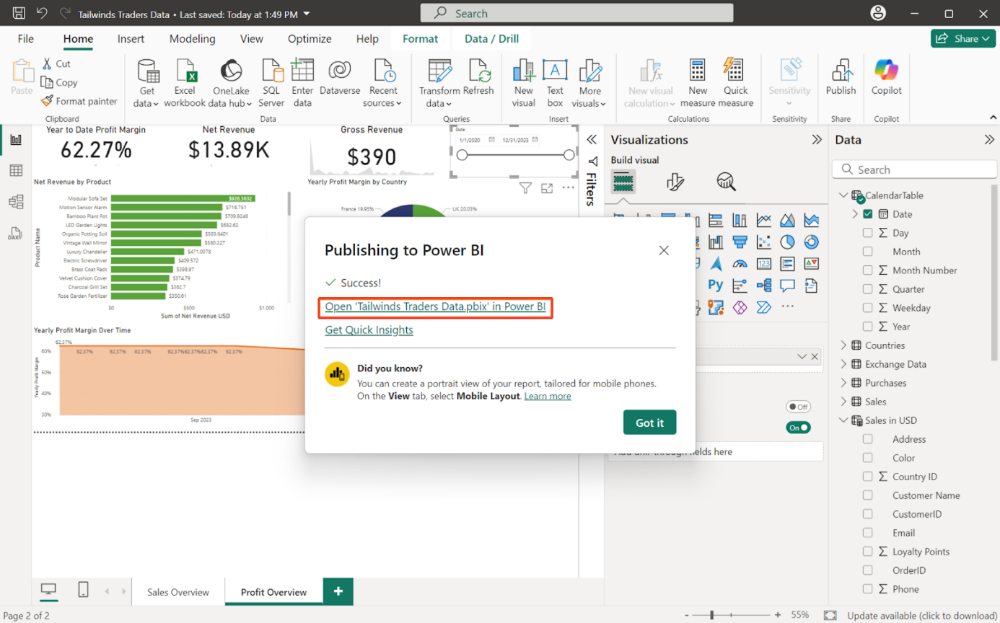 Tailwinds Traders Data • Last saved: Today at 1:49 PM
Search
File Home Insert Modeling View Optimize Help Format Data / Drill Share
Paste
Cut
Copy
Format painter
Get data
Excel workbook
OneLake data hub
SQL Server
Enter data
Dataverse
Recent sources
Transform data
Refresh
New visual
Text box
More visuals
New visual calculation
New measure
Quick measure
Sensitivity
Publish
Copilot
Clipboard Data Queries Insert Calculations Sensitivity Share Copilot
Year to Date Profit Margin
62.27%
Net Revenue
$13.89K
Gross Revenue
$390
Date
1/1/2020 12/31/2023
Net Revenue by Product
Product Name
Modular Sofa Set $928.3632
Motion Sensor Alarm $716.751
Bamboo Plant Pot $709.9248
LED Garden Lights $682.62
Organic Potting Soil $583.6401
Vintage Wall Mirror $580.227
Luxury Chandelier $471.0078
Electric Screwdriver $409.572
Brass Coat Rack $398.97
Velvet Cushion Cover $374.79
Charcoal Grill Set $362.7
Rose Garden Fertilizer $350.61
$0 $500 $1,000
Sum of Net Revenue USD
Yearly Profit Margin by Country
France 19.95%
UK 20.03%
Yearly Profit Margin Over Time
Yearly Profit Margin
60%
50%
40%
30%
62.37%
62.37% 62.37% 62.37% 62.37%62.37%62.37% 62.37%
Sep 2023
Publishing to Power BI
Success!
Open 'Tailwinds Traders Data.pbix' in Power BI
Get Quick Insights
Did you know?
You can create a portrait view of your report, tailored for mobile phones.
On the View tab, select Mobile Layout. Learn more
Got it
Filters
Visualizations
Build visual
123
Py
Off
On
fields here
Data
Search
CalendarTable
Date
Day
Month
Month Number
Quarter
Weekday
Year
Countries
Exchange Data
Purchases
Sales
Sales in USD
Address
Color
Country ID
Customer Name
CustomerID
Email
Loyalty Points
OrderID
Phone
DAX
Sales Overview
Profit Overview
Page 2 of 2
55%
Update available (click to download)